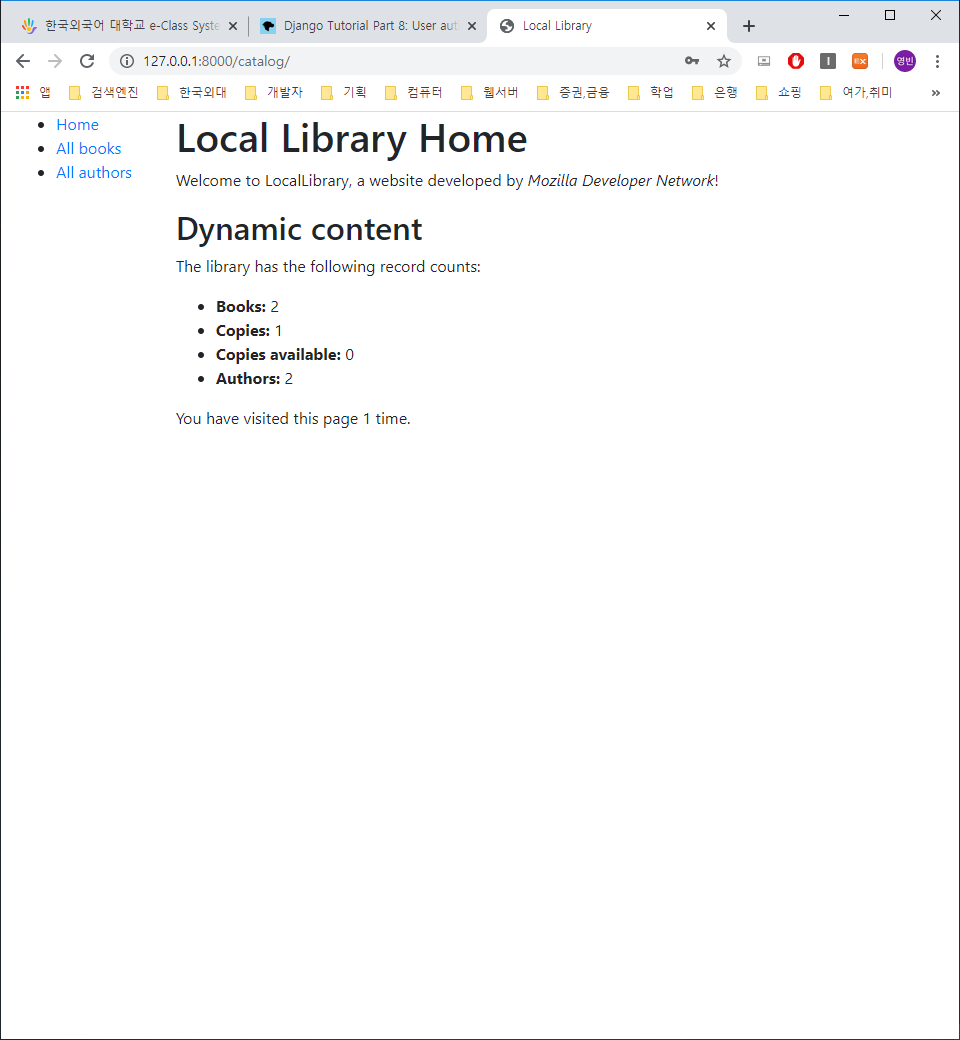 한국외국어 대학교 e-Class Syste
Django Tutorial Part 8: User aut
Local Library
127.0.0.1:8000/catalog/
영빈
앱 검색엔진 한국외대 개발자 기획 컴퓨터 웹서버 증권,금융 학업 은행 쇼핑 여가,취미 »
Home
All books
All authors
Local Library Home
Welcome to LocalLibrary, a website developed by Mozilla Developer Network!
Dynamic content
The library has the following record counts:
Books: 2
Copies: 1
Copies available: 0
Authors: 2
You have visited this page 1 time.